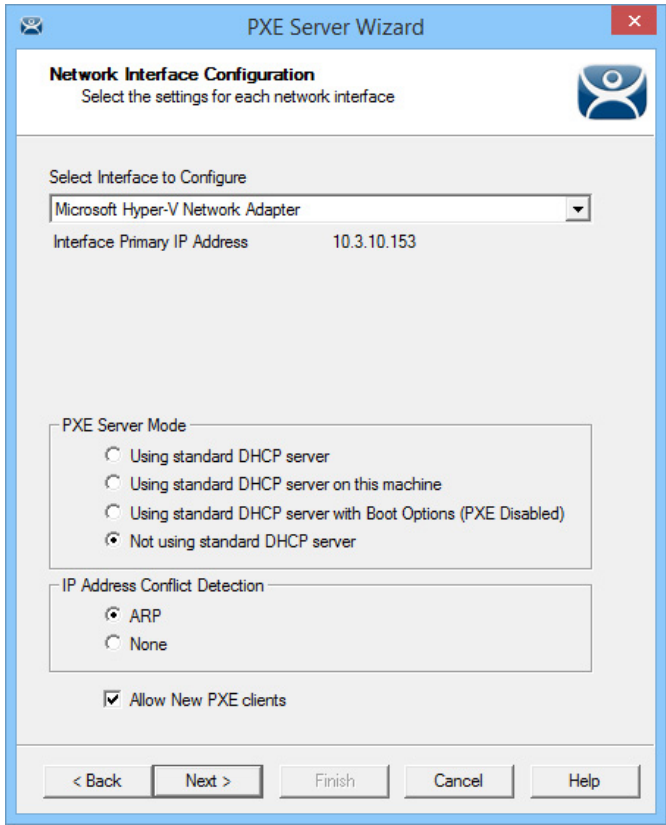 PXE Server Wizard
Network Interface Configuration
Select the settings for each network interface
Select Interface to Configure
Microsoft Hyper-V Network Adapter
Interface Primary IP Address 10.3.10.153
PXE Server Mode
Using standard DHCP server
Using standard DHCP server on this machine
Using standard DHCP server with Boot Options (PXE Disabled)
Not using standard DHCP server
IP Address Conflict Detection
ARP
None
Allow New PXE clients
< Back Next > Finish Cancel Help